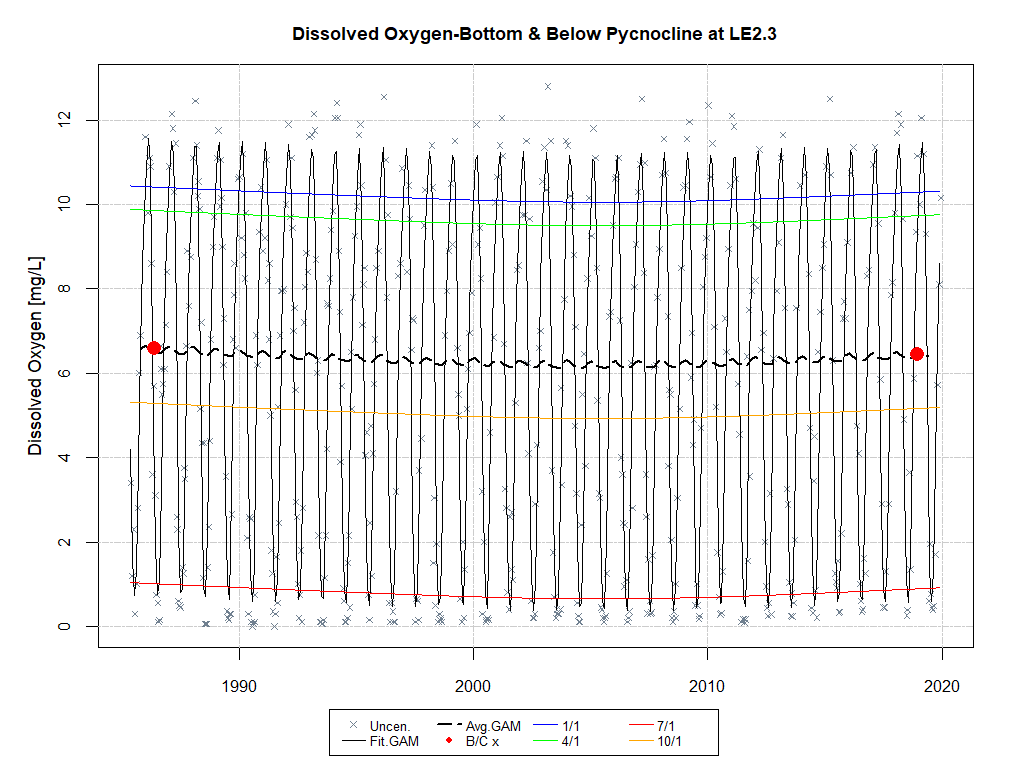 Dissolved Oxygen-Bottom & Below Pycnocline at LE2.3
Dissolved Oxygen [mg/L]
12
10
8
6
4
2
0
1990 2000 2010 2020
Uncen. Avg.GAM 1/1 7/1
Fit.GAM B/C x 4/1 10/1